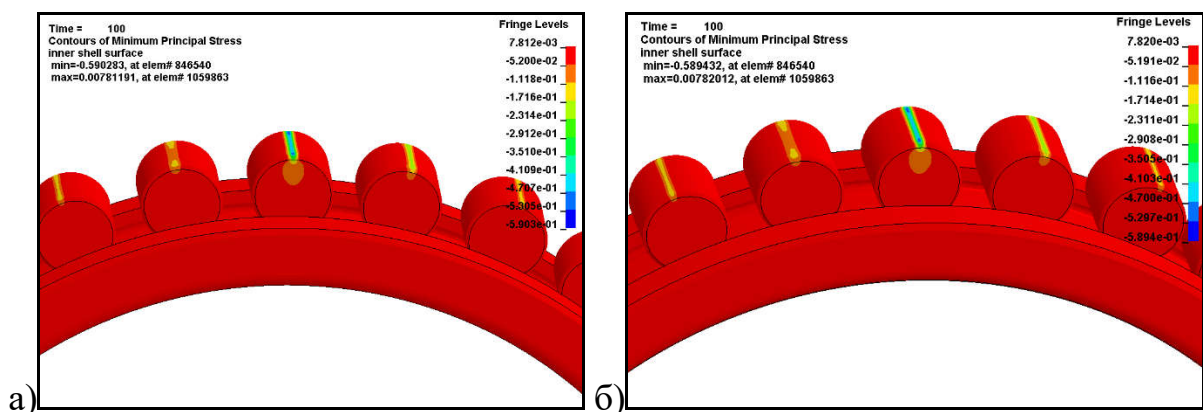 Time = 100
Contours of Minimum Principal Stress
inner shell surface
min=-0.590283, at elem# 846540
max=0.00781191, at elem# 1059863
Fringe Levels
7.812e-03
-5.200e-02
-1.118e-01
-1.716e-01
-2.314e-01
-2.912e-01
-3.510e-01
-4.109e-01
-4.707e-01
-5.305e-01
-5.903e-01
а)
Time = 100
Contours of Minimum Principal Stress
inner shell surface
min=-0.589432, at elem# 846540
max=0.00782012, at elem# 1059863
Fringe Levels
7.820e-03
-5.191e-02
-1.116e-01
-1.714e-01
-2.311e-01
-2.908e-01
-3.505e-01
-4.103e-01
-4.700e-01
-5.297e-01
-5.894e-01
б)